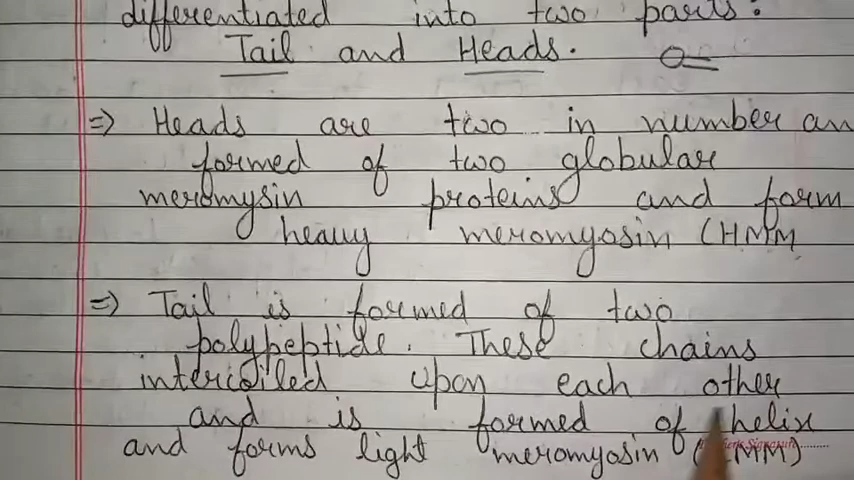 differentiated into two parts:
Tail and Heads.
=> Heads are two in number an
formed of two globular
meromysin proteins and form
heavy meromyosin (HMM
=> Tail is formed of two
polypeptide. These chains
intercoiled upon each other
and is formed of helix
and forms light meromyosin (LMM)